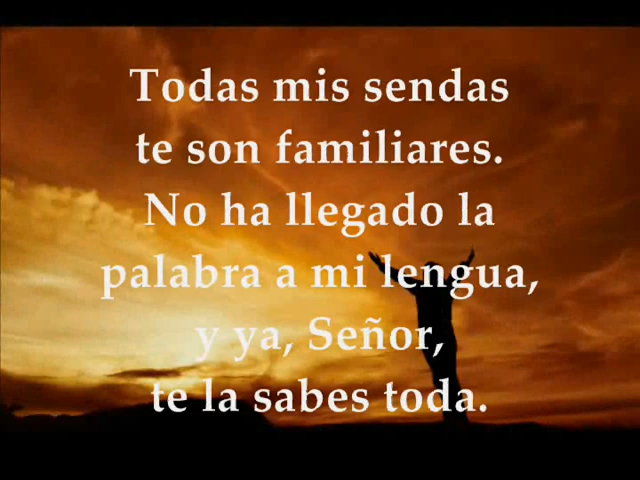 Todas mis sendas
te son familiares.
No ha llegado la
palabra a mi lengua,
y ya, Señor,
te la sabes toda.